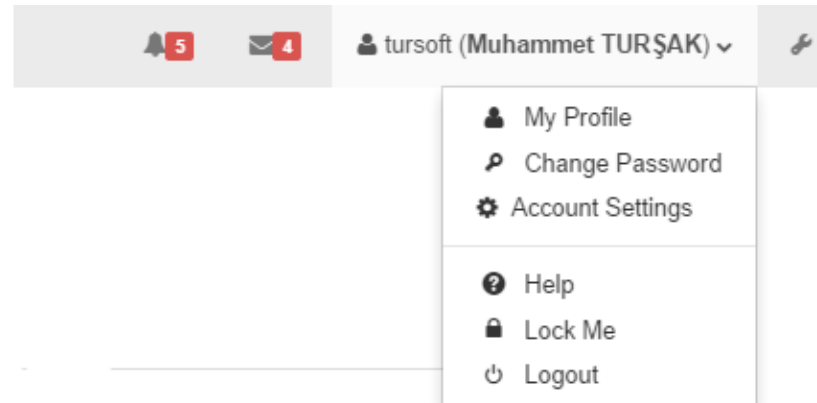 5 4 tursoft (Muhammet TURŞAK)
My Profile
Change Password
Account Settings
Help
Lock Me
Logout